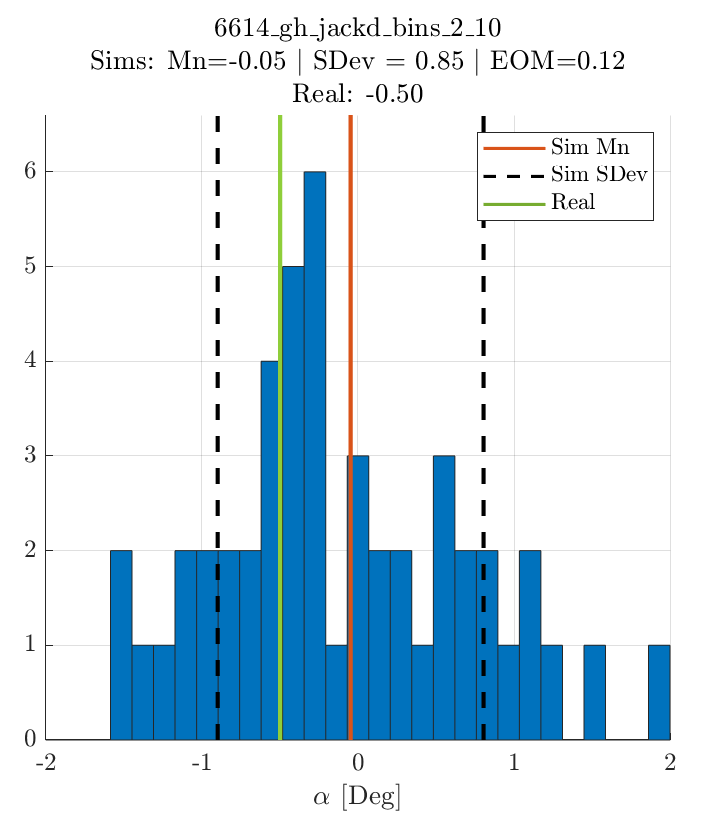 6614_gh_jackd_bins_2_10
Sims: Mn=-0.05 | SDev = 0.85 | EOM=0.12
Real: -0.50
Sim Mn
Sim SDev
Real
6
5
4
3
2
1
0
-2 -1 0 1 2
α [Deg]